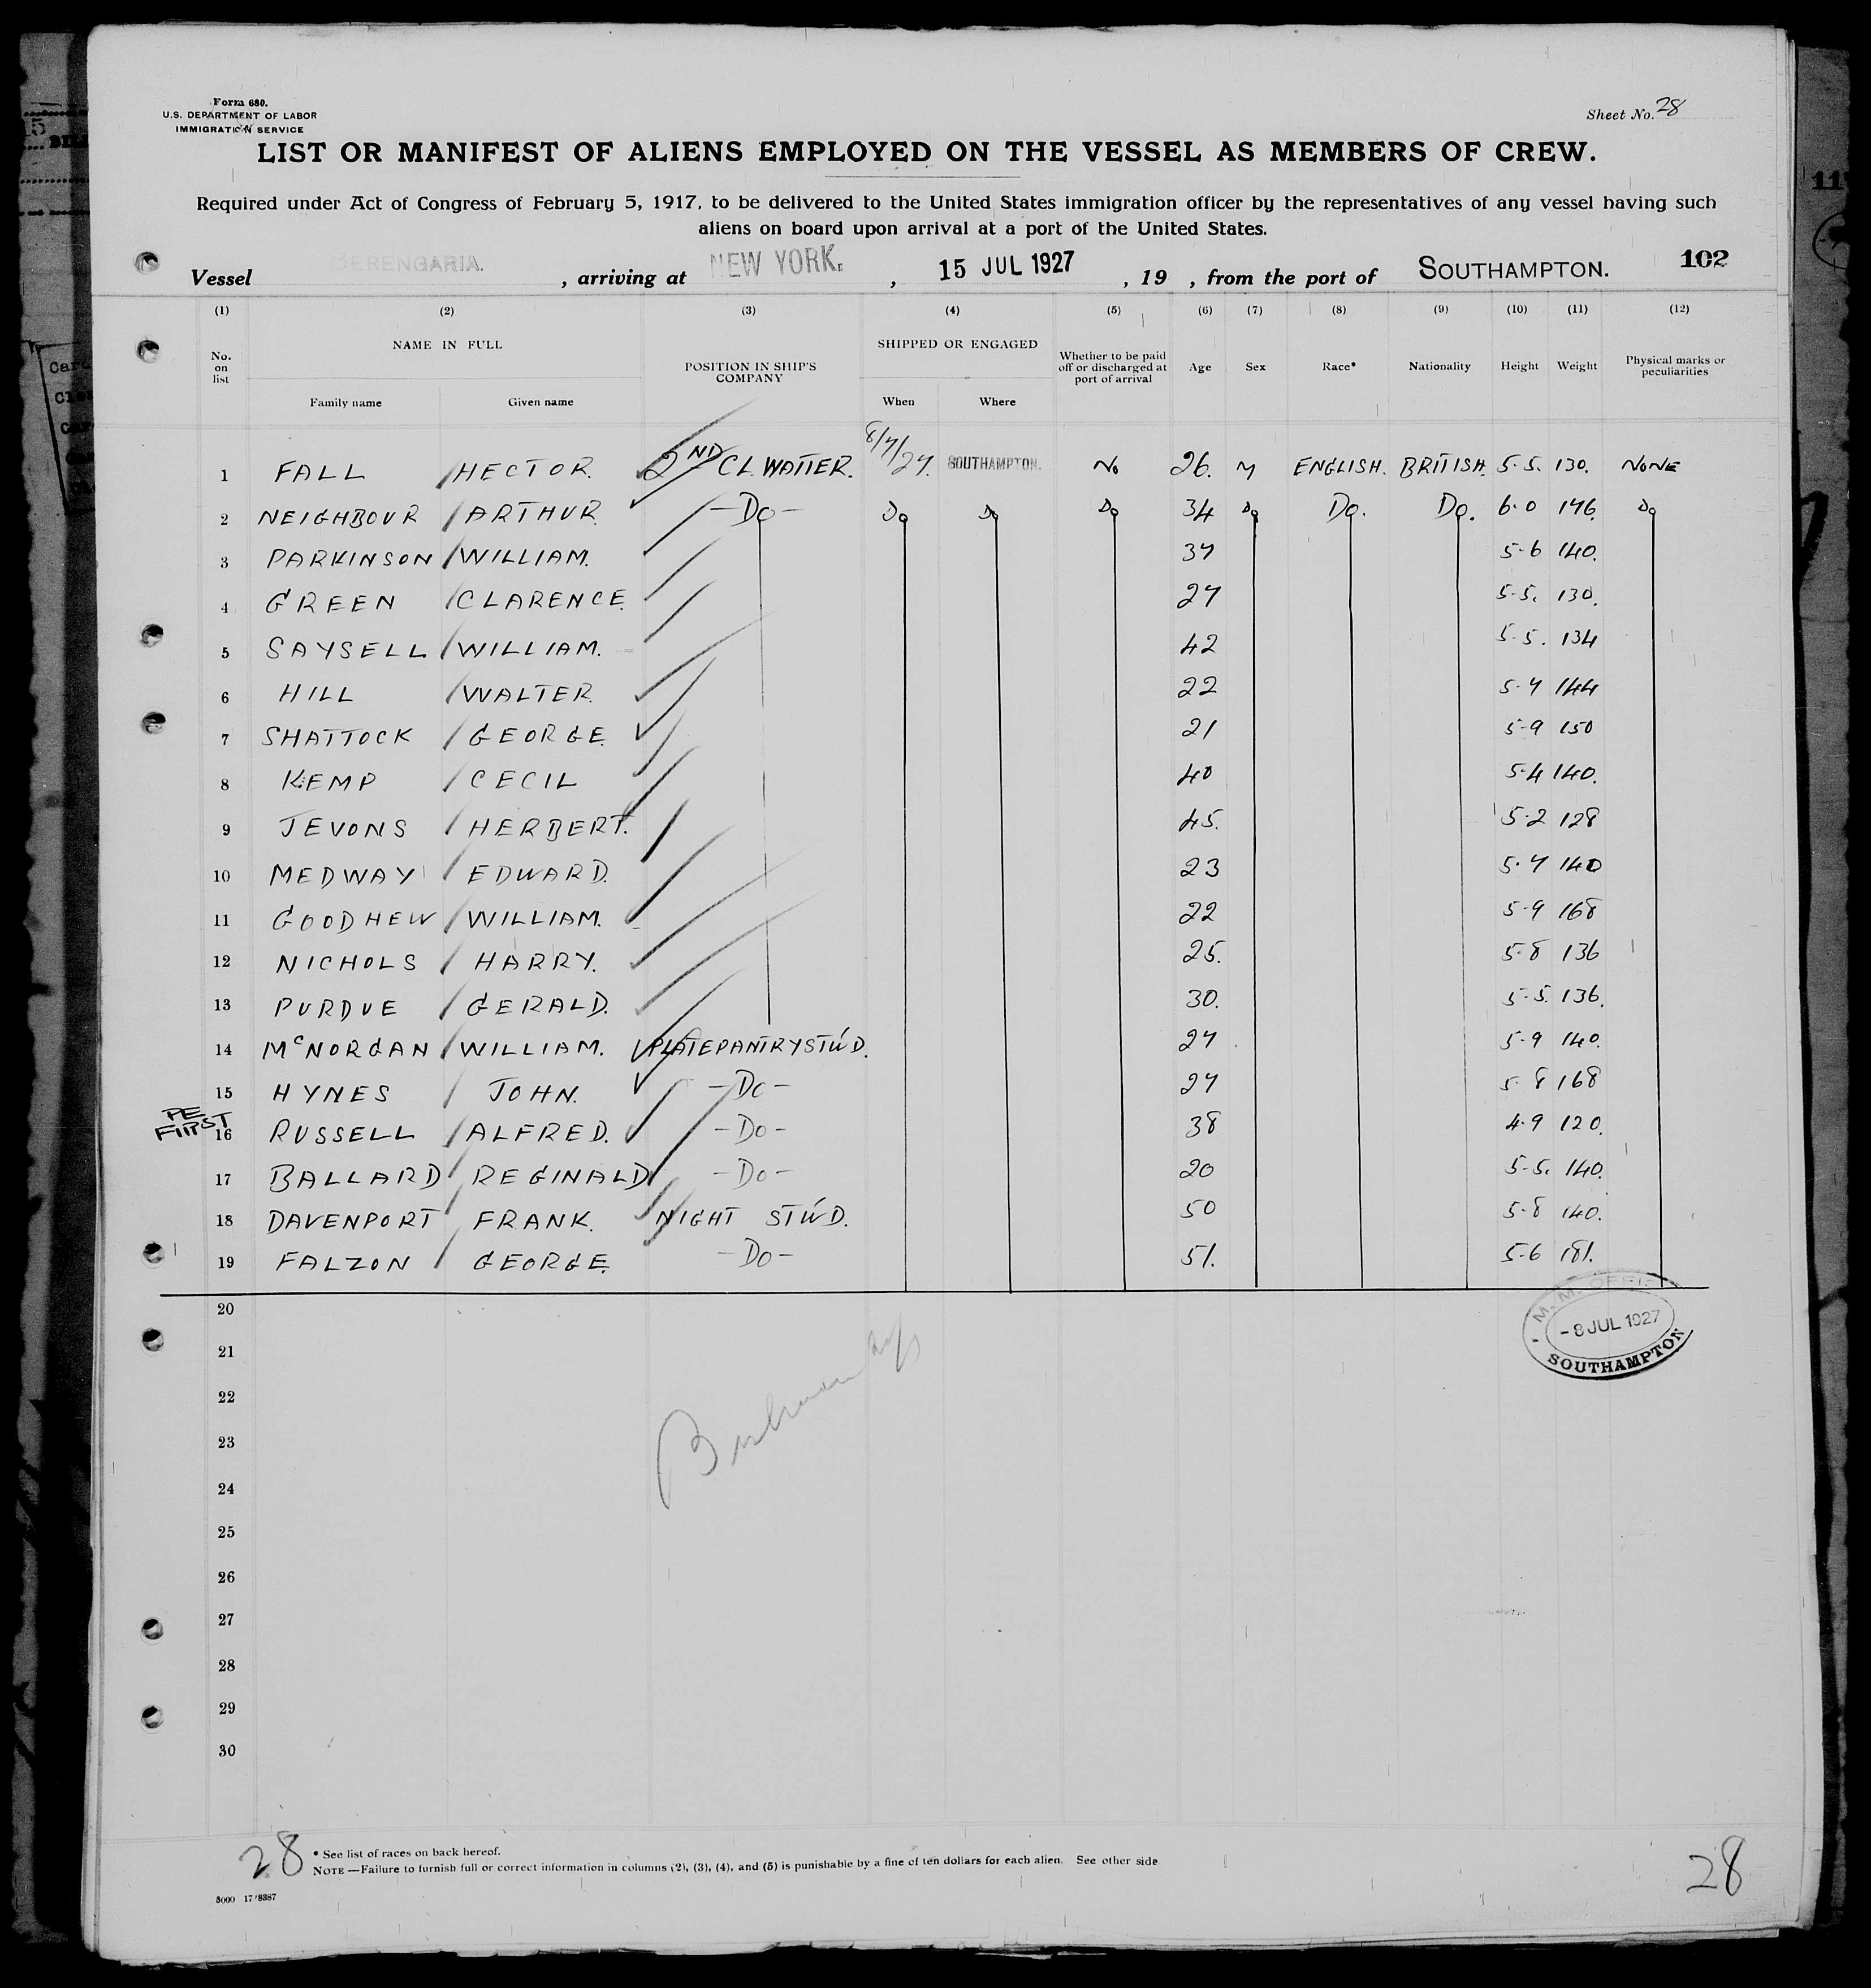 Form 680.
U.S. DEPARTMENT OF LABOR
IMMIGRATION SERVICE
Sheet No. 28
LIST OR MANIFEST OF ALIENS EMPLOYED ON THE VESSEL AS MEMBERS OF CREW.
Required under Act of Congress of February 5, 1917, to be delivered to the United States immigration officer by the representatives of any vessel having such
aliens on board upon arrival at a port of the United States.
Vessel BERENGARIA. , arriving at NEW YORK. , 15 JUL 1927 , 19 , from the port of SOUTHAMPTON. 102
(1) (2) (3) (4) (5) (6) (7) (8) (9) (10) (11) (12)
No. on list NAME IN FULL Family name Given name POSITION IN SHIP'S COMPANY SHIPPED OR ENGAGED When Where Whether to be paid off or discharged at port of arrival Age Sex Race* Nationality Height Weight Physical marks or peculiarities
1 FALL HECTOR. 2ND CL. WAITER. 8/7/27. SOUTHAMPTON. No 26. M ENGLISH. BRITISH. 5.5. 130. NONE
2 NEIGHBOUR ARTHUR. -Do- Do Do Do 34 Do Do. Do. 6.0 146. Do
3 PARKINSON WILLIAM. 37 5.6 140.
4 GREEN CLARENCE. 27 5.5. 130.
5 SAYSELL WILLIAM. 42 5.5. 134
6 HILL WALTER. 22 5.7 144
7 SHATTOCK GEORGE. 21 5.9 150
8 KEMP CECIL 40 5.4 140.
9 JEVONS HERBERT. 45. 5.2 128
10 MEDWAY EDWARD. 23 5.7 140
11 GOODHEW WILLIAM. 22 5.9 168
12 NICHOLS HARRY. 25. 5.8 136
13 PURDUE GERALD. 30. 5.5. 136.
14 McNORGAN WILLIAM. PLATEPANTRYSTW'D. 27 5.9 140.
15 HYNES JOHN. -Do- 27 5.8 168
16 RUSSELL ALFRED. -Do- 38 4.9 120.
17 BALLARD REGINALD -Do- 20 5.5. 140.
18 DAVENPORT FRANK. NIGHT STW'D. 50 5.8 140.
19 FALZON GEORGE. -Do- 51. 5.6 181.
20
21
22
23
24
25
26
27
28
29
30
-8 JUL 1927
SOUTHAMPTON
28
* See list of races on back hereof.
NOTE—Failure to furnish full or correct information in columns (2), (3), (4), and (5) is punishable by a fine of ten dollars for each alien. See other side
28
5000 17/8387